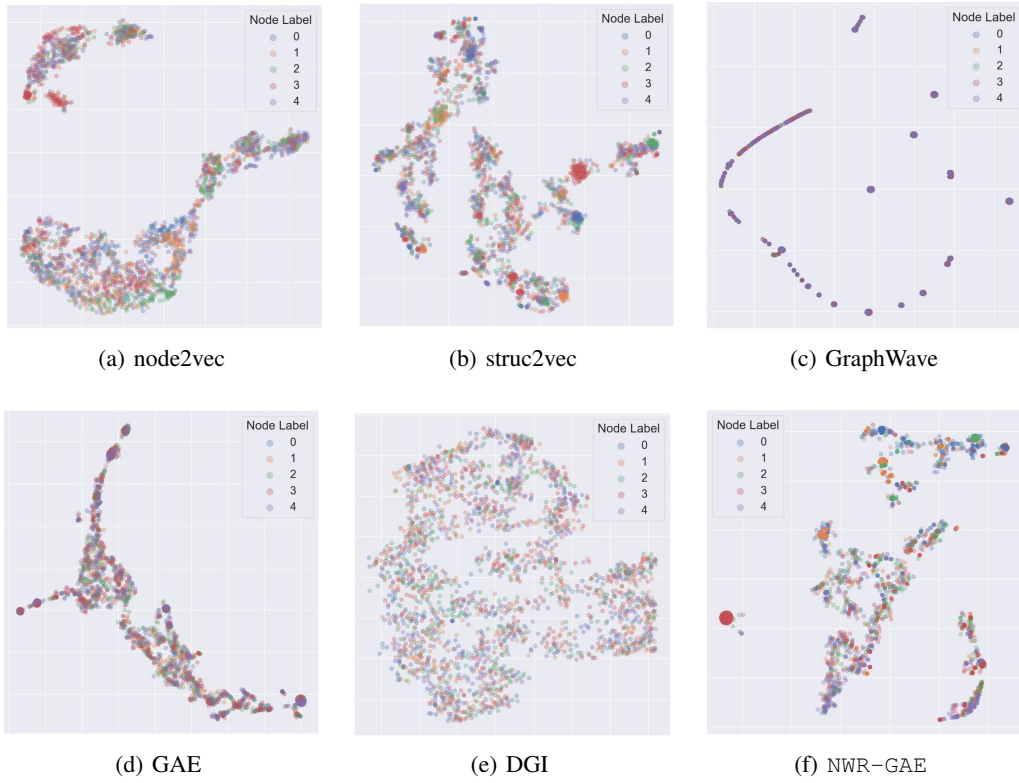 Node Label
0
1
2
3
4
(a) node2vec
Node Label
0
1
2
3
4
(b) struc2vec
Node Label
0
1
2
3
4
(c) GraphWave
Node Label
0
1
2
3
4
(d) GAE
Node Label
0
1
2
3
4
(e) DGI
Node Label
0
1
2
3
4
(f) NWR-GAE